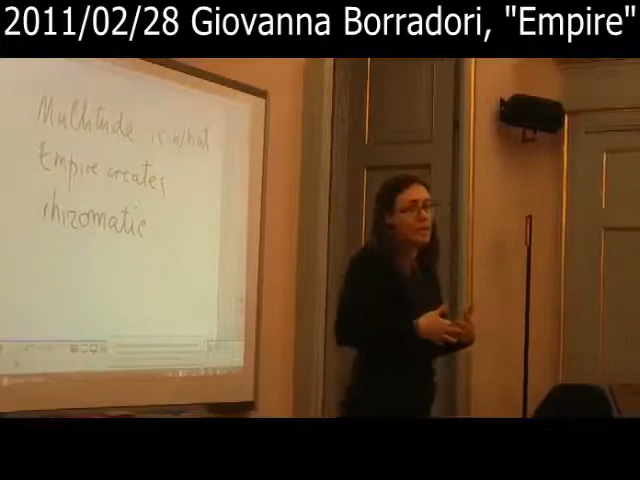 2011/02/28 Giovanna Borradori, "Empire"
Multitude is what
Empire creates
rhizomatic